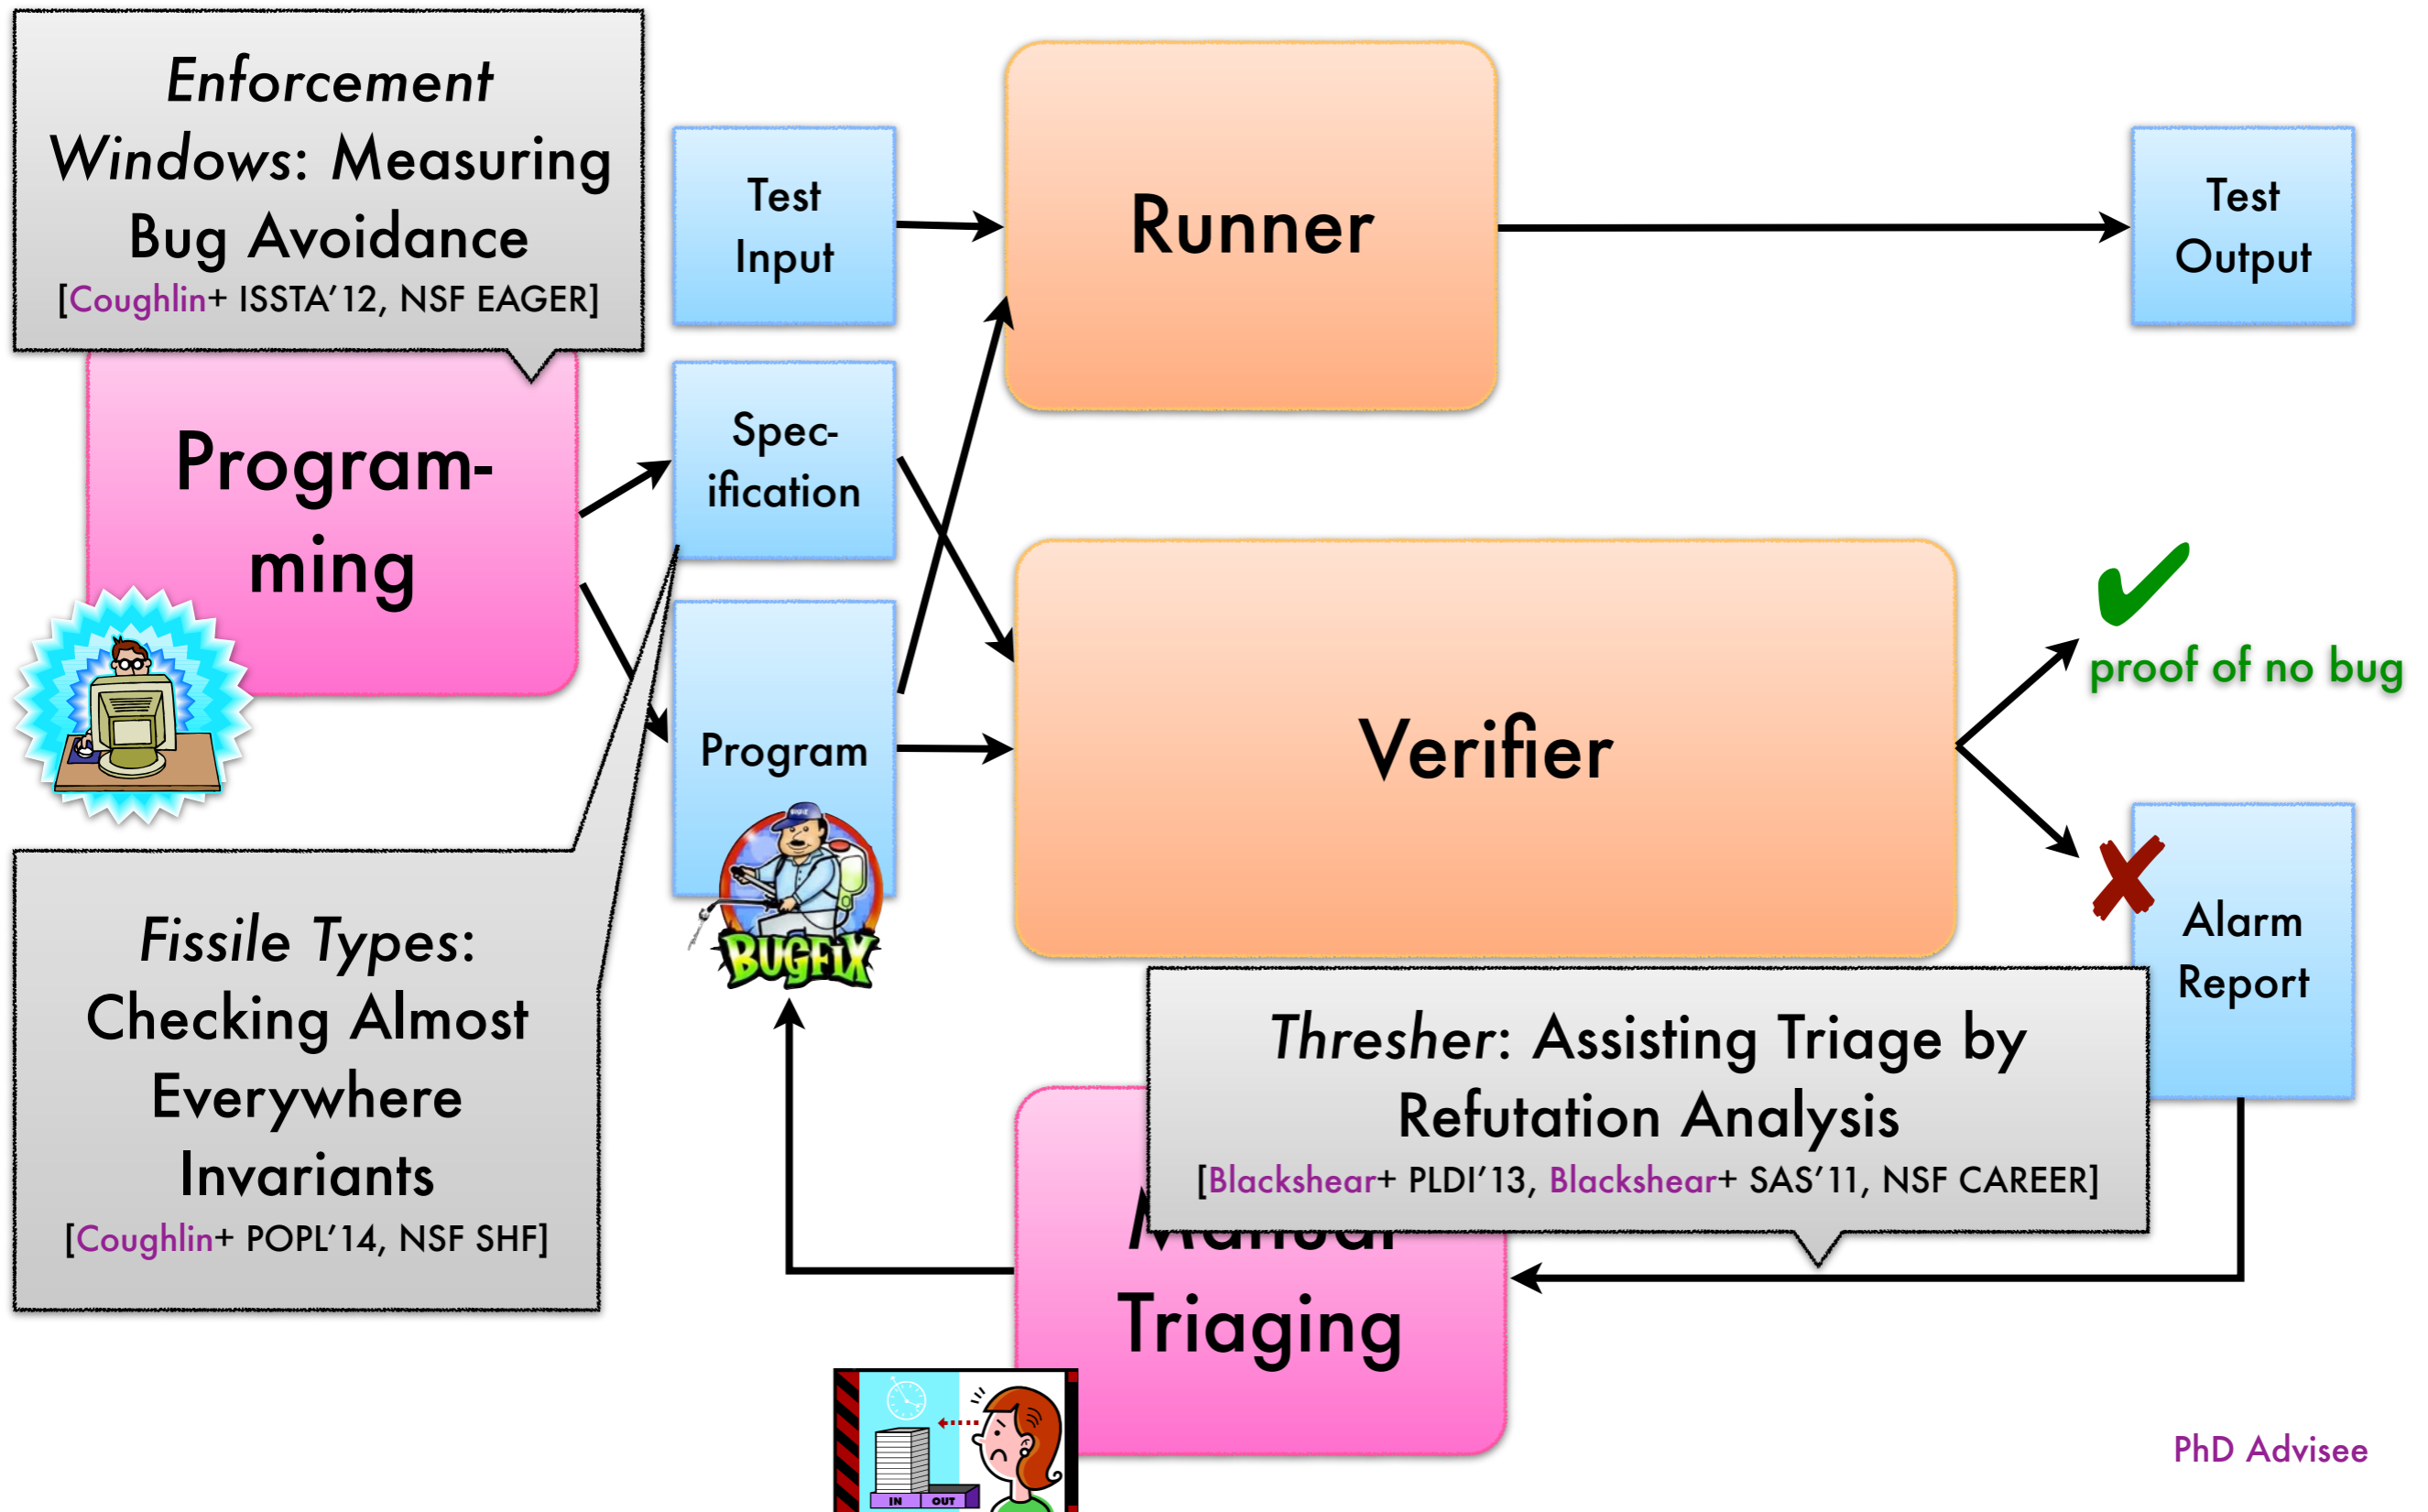 Enforcement
Windows: Measuring
Bug Avoidance
[Coughlin+ ISSTA'12, NSF EAGER]
Program-
ming
Test
Input
Spec-
ification
Program
BUGFIX
Runner
Test
Output
Verifier
✔
proof of no bug
✘
Alarm
Report
Fissile Types:
Checking Almost
Everywhere
Invariants
[Coughlin+ POPL'14, NSF SHF]
Thresher: Assisting Triage by
Refutation Analysis
[Blackshear+ PLDI'13, Blackshear+ SAS'11, NSF CAREER]
Manual
Triaging
IN OUT
PhD Advisee